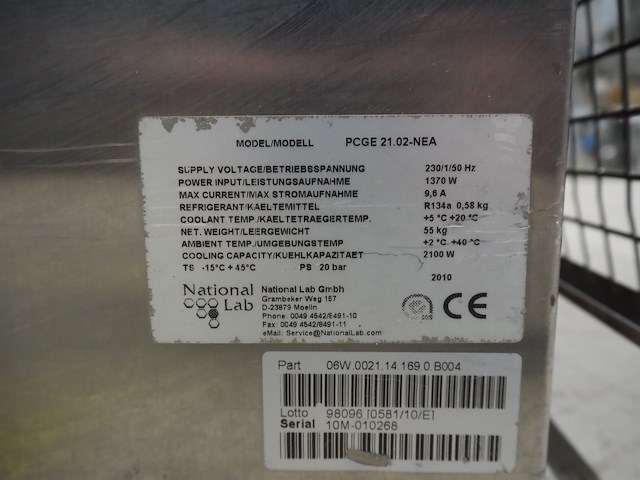 MODEL/MODELL PCGE 21.02-NEA
SUPPLY VOLTAGE/BETRIEBSSPANNUNG 230/1/50 Hz
POWER INPUT/LEISTUNGSAUFNAHME 1370 W
MAX CURRENT/MAX STROMAUFNAHME 9,6 A
REFRIGERANT/KAELTEMITTEL R134a 0,58 kg
COOLANT TEMP./KAELTETRAEGERTEMP. +5 °C +20 °C
NET. WEIGHT/LEERGEWICHT 55 kg
AMBIENT TEMP./UMGEBUNGSTEMP +2 °C +40 °C
COOLING CAPACITY/KUEHLKAPAZITAET 2100 W
TS -15°C + 45°C PS 20 bar
2010
National Lab
National Lab Gmbh
Grambeker Weg 157
D-23879 Moelln
Phone: 0049 4542/8491-10
Fax: 0049 4542/8491-11
eMail: Service@NationalLab.com
CE
Part 06W.0021.14.169.0.B004
Lotto 98096 [0581/10/E]
Serial 10M-010268